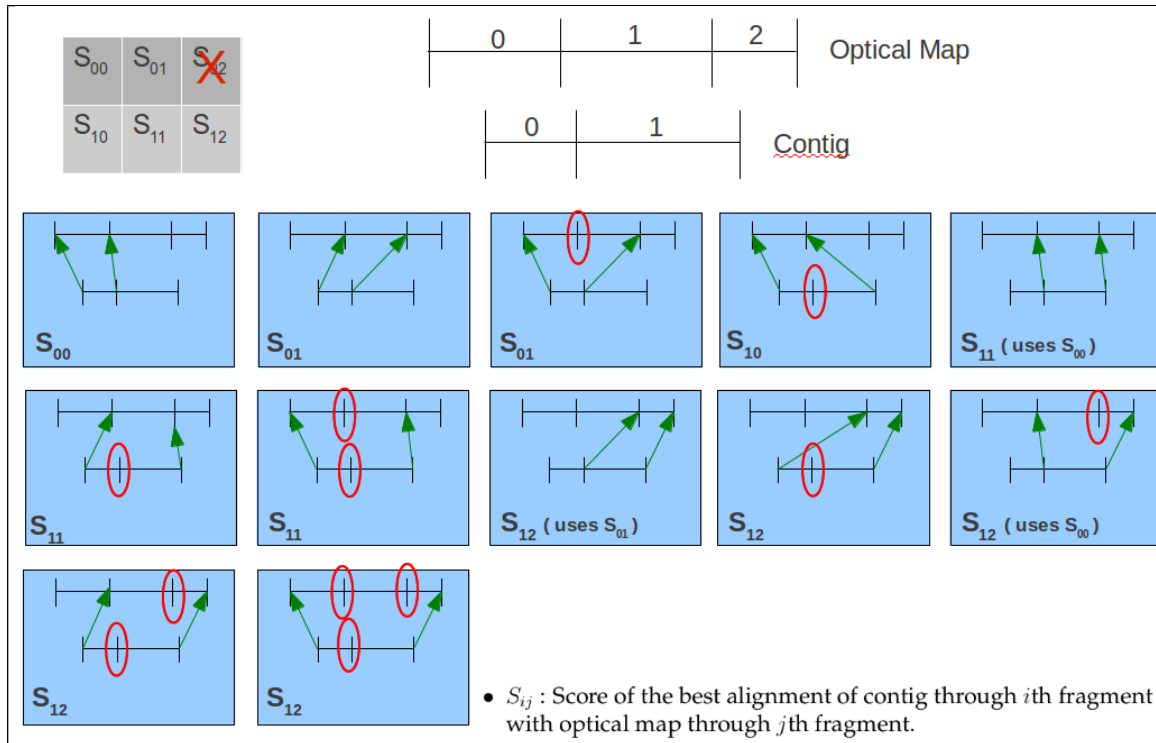 S00 S01 S02
S10 S11 S12
0 1 2 Optical Map
0 1 Contig
S00
S01
S01
S10
S11 ( uses S00 )
S11
S11
S12 ( uses S01 )
S12
S12 (uses S00 )
S12
S12
• Sij : Score of the best alignment of contig through ith fragment
with optical map through jth fragment.